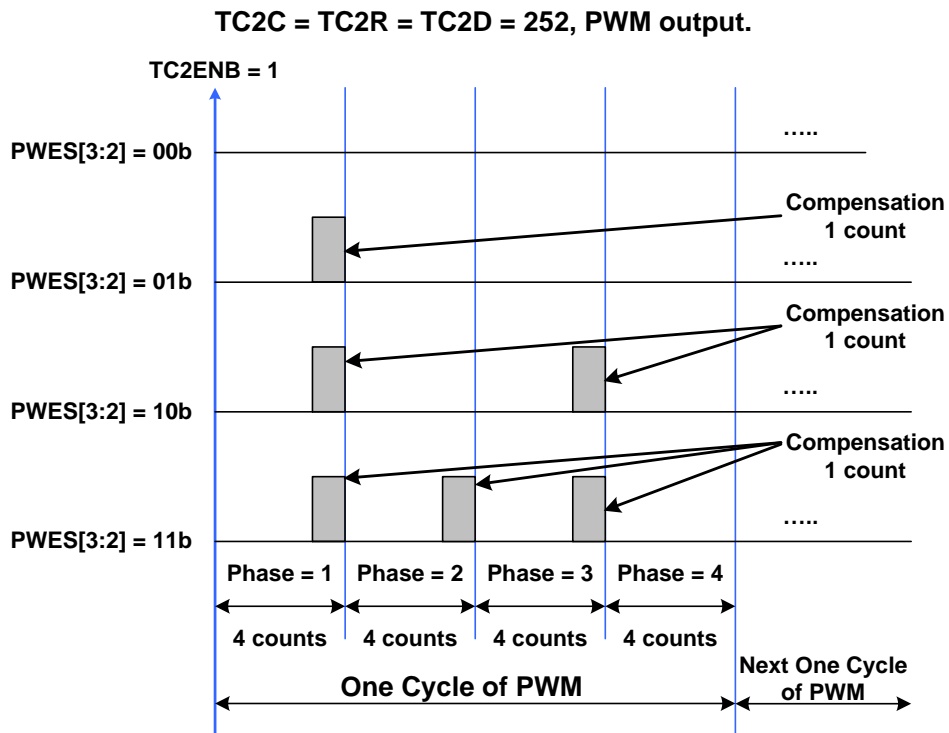 TC2C = TC2R = TC2D = 252, PWM output.
TC2ENB = 1
.....
PWES[3:2] = 00b
Compensation
1 count
.....
PWES[3:2] = 01b
Compensation
1 count
.....
PWES[3:2] = 10b
Compensation
1 count
.....
PWES[3:2] = 11b
Phase = 1 Phase = 2 Phase = 3 Phase = 4
4 counts 4 counts 4 counts 4 counts
One Cycle of PWM
Next One Cycle
of PWM